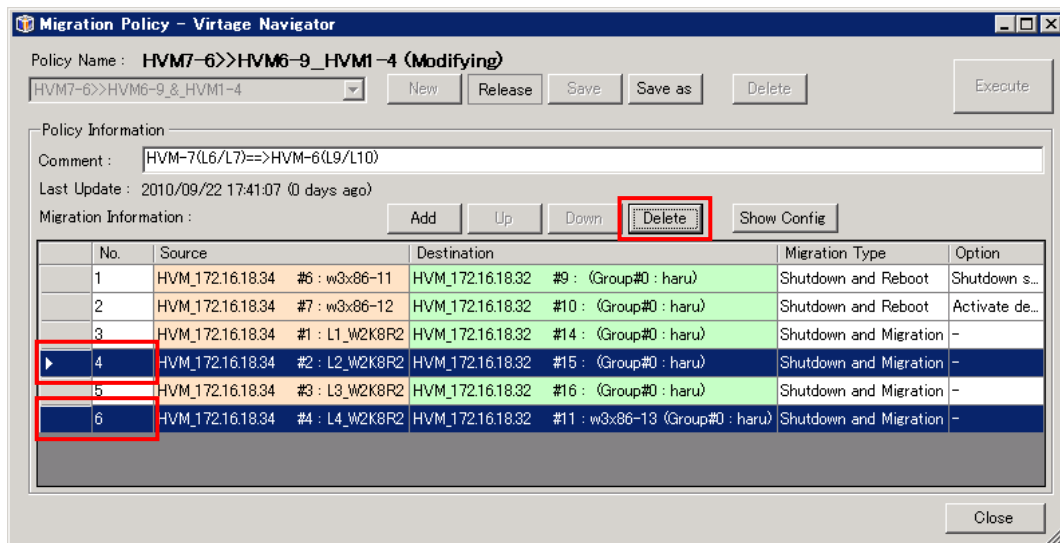 Migration Policy - Virtage Navigator
Policy Name : HVM7-6>>HVM6-9_HVM1-4 (Modifying)
HVM7-6>>HVM6-9_&_HVM1-4 New Release Save Save as Delete Execute
Policy Information
Comment : HVM-7(L6/L7)==>HVM-6(L9/L10)
Last Update : 2010/09/22 17:41:07 (0 days ago)
Migration Information : Add Up Down Delete Show Config
No. Source Destination Migration Type Option
1 HVM_172.16.18.34 #6 : w3x86-11 HVM_172.16.18.32 #9 : (Group#0 : haru) Shutdown and Reboot Shutdown s...
2 HVM_172.16.18.34 #7 : w3x86-12 HVM_172.16.18.32 #10 : (Group#0 : haru) Shutdown and Reboot Activate de...
3 HVM_172.16.18.34 #1 : L1_W2K8R2 HVM_172.16.18.32 #14 : (Group#0 : haru) Shutdown and Migration -
4 HVM_172.16.18.34 #2 : L2_W2K8R2 HVM_172.16.18.32 #15 : (Group#0 : haru) Shutdown and Migration -
5 HVM_172.16.18.34 #3 : L3_W2K8R2 HVM_172.16.18.32 #16 : (Group#0 : haru) Shutdown and Migration -
6 HVM_172.16.18.34 #4 : L4_W2K8R2 HVM_172.16.18.32 #11 : w3x86-13 (Group#0 : haru) Shutdown and Migration -
Close